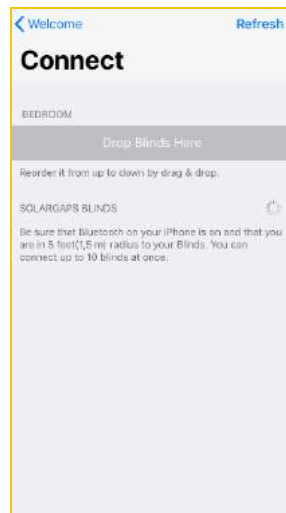 Welcome Refresh
Connect
BEDROOM
Drop Blinds Here
Reorder it from up to down by drag & drop.
SOLARGAPS BLINDS
Be sure that Bluetooth on your iPhone is on and that you
are in 5 feet(1,5 m) radius to your Blinds. You can
connect up to 10 blinds at once.